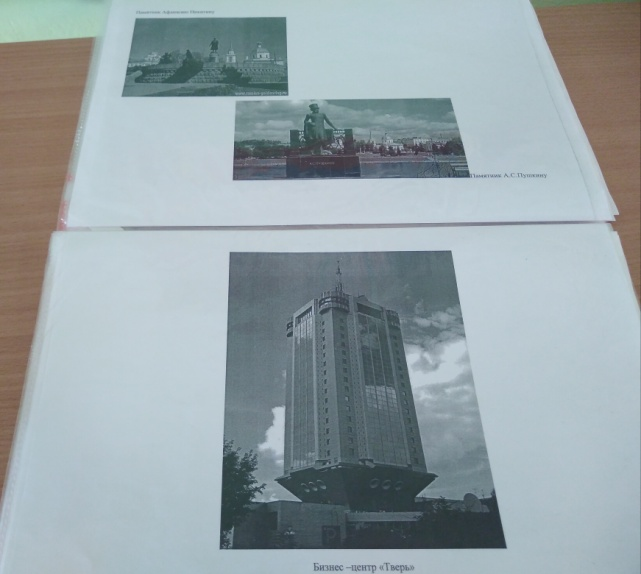 Памятник Афанасию Никитину
Памятник А.С.Пушкину
Бизнес –центр «Тверь»